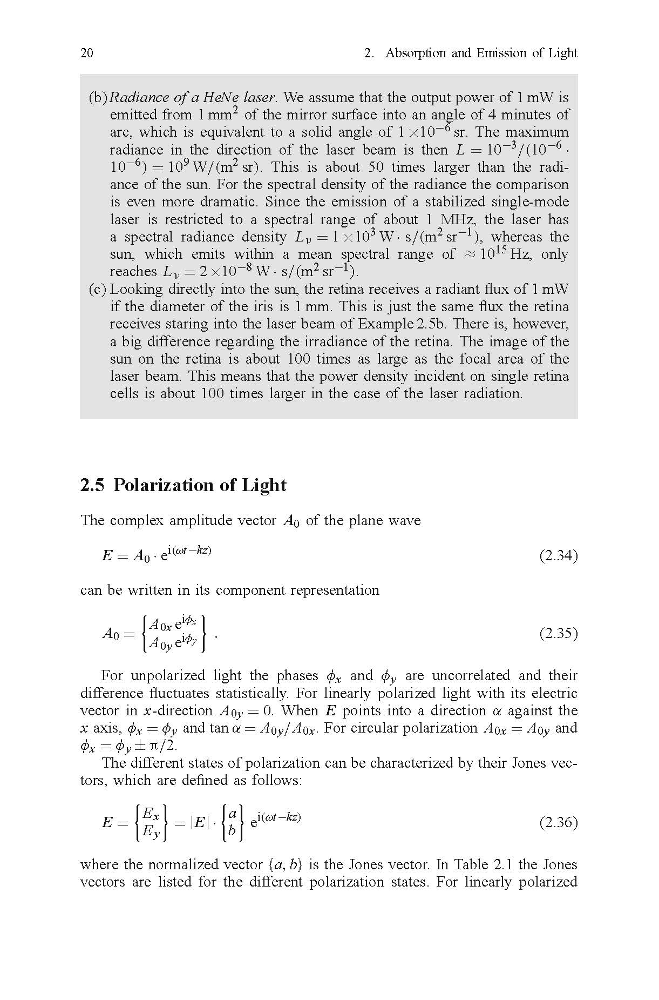 20 2. Absorption and Emission of Light
(b) Radiance of a HeNe laser. We assume that the output power of 1 mW is
emitted from 1 mm² of the mirror surface into an angle of 4 minutes of
arc, which is equivalent to a solid angle of 1 ×10⁻⁶ sr. The maximum
radiance in the direction of the laser beam is then L = 10⁻³/(10⁻⁶ ·
10⁻⁶) = 10⁹ W/(m² sr). This is about 50 times larger than the radi-
ance of the sun. For the spectral density of the radiance the comparison
is even more dramatic. Since the emission of a stabilized single-mode
laser is restricted to a spectral range of about 1 MHz, the laser has
a spectral radiance density Lν = 1 ×10³ W · s/(m² sr⁻¹), whereas the
sun, which emits within a mean spectral range of ≈ 10¹⁵ Hz, only
reaches Lν = 2 ×10⁻⁸ W · s/(m² sr⁻¹).
(c) Looking directly into the sun, the retina receives a radiant flux of 1 mW
if the diameter of the iris is 1 mm. This is just the same flux the retina
receives staring into the laser beam of Example 2.5b. There is, however,
a big difference regarding the irradiance of the retina. The image of the
sun on the retina is about 100 times as large as the focal area of the
laser beam. This means that the power density incident on single retina
cells is about 100 times larger in the case of the laser radiation.
2.5 Polarization of Light
The complex amplitude vector A₀ of the plane wave
E = A₀ · e^{i(ωt−kz)} (2.34)
can be written in its component representation
A₀ = {A₀ₓ e^{iϕₓ} / A₀y e^{iϕy}} . (2.35)
For unpolarized light the phases ϕₓ and ϕy are uncorrelated and their
difference fluctuates statistically. For linearly polarized light with its electric
vector in x-direction A₀y = 0. When E points into a direction α against the
x axis, ϕₓ = ϕy and tan α = A₀y/A₀ₓ. For circular polarization A₀ₓ = A₀y and
ϕₓ = ϕy ± π/2.
The different states of polarization can be characterized by their Jones vec-
tors, which are defined as follows:
E = {Eₓ / Ey} = |E| · {a / b} e^{i(ωt−kz)} (2.36)
where the normalized vector {a, b} is the Jones vector. In Table 2.1 the Jones
vectors are listed for the different polarization states. For linearly polarized